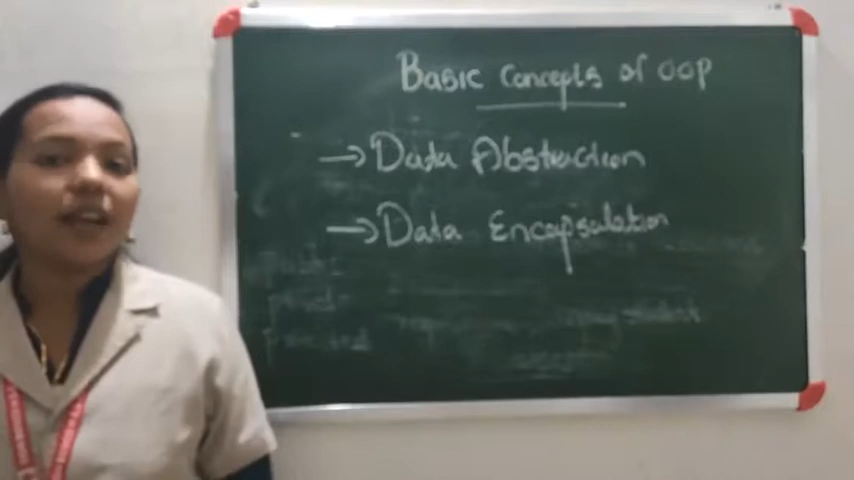 Basic Concepts of OOP
→ Data Abstraction
→ Data Encapsulation